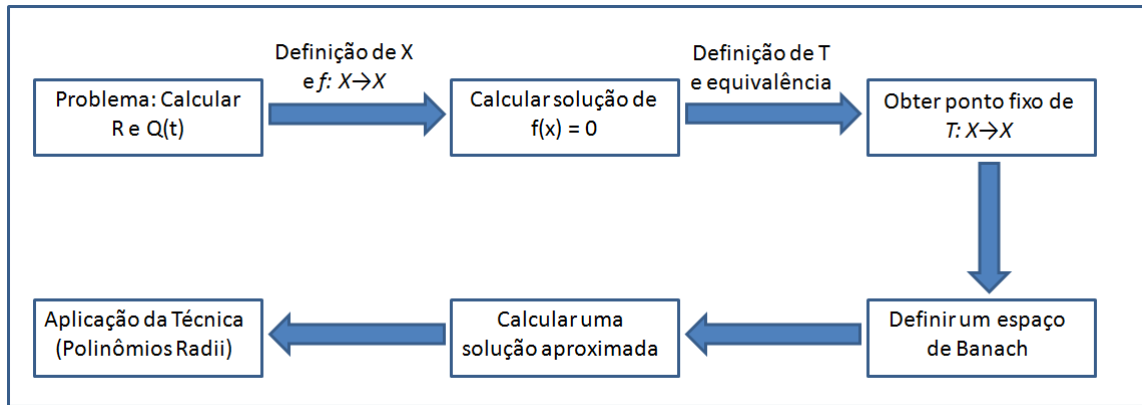 Problema: Calcular
R e Q(t)
Definição de X
e f: X→X
Calcular solução de
f(x) = 0
Definição de T
e equivalência
Obter ponto fixo de
T: X→X
Definir um espaço
de Banach
Calcular uma
solução aproximada
Aplicação da Técnica
(Polinômios Radii)